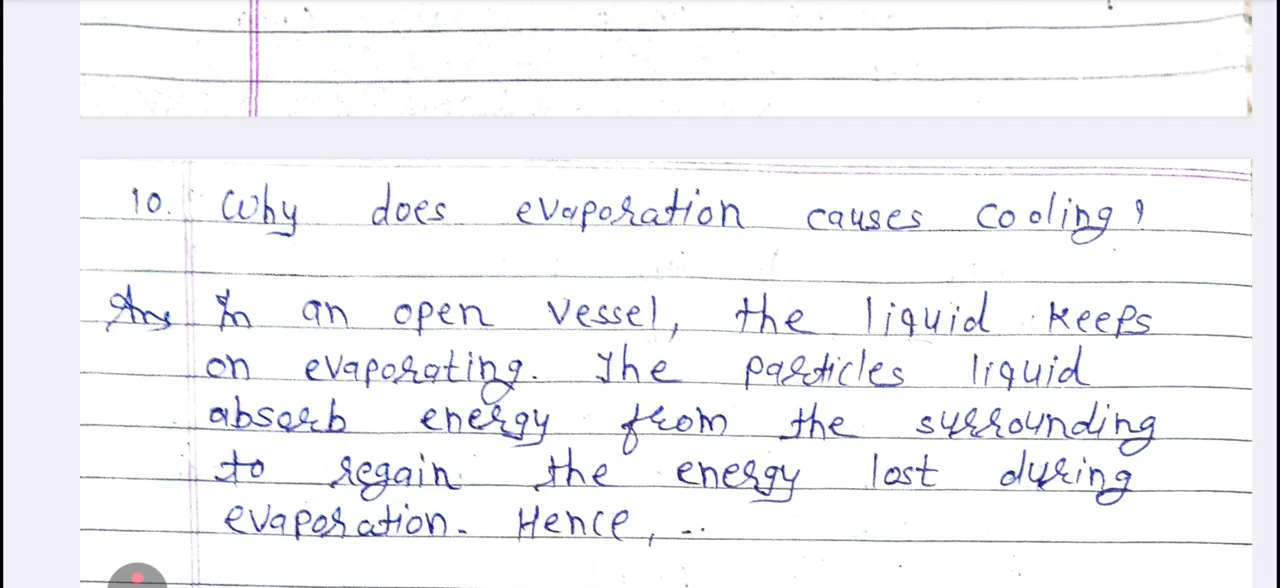 10. Why does evaporation causes cooling?
Ans In an open vessel, the liquid keeps
on evaporating. The particles liquid
absorb energy from the surrounding
to regain the energy lost during
evaporation. Hence, ...